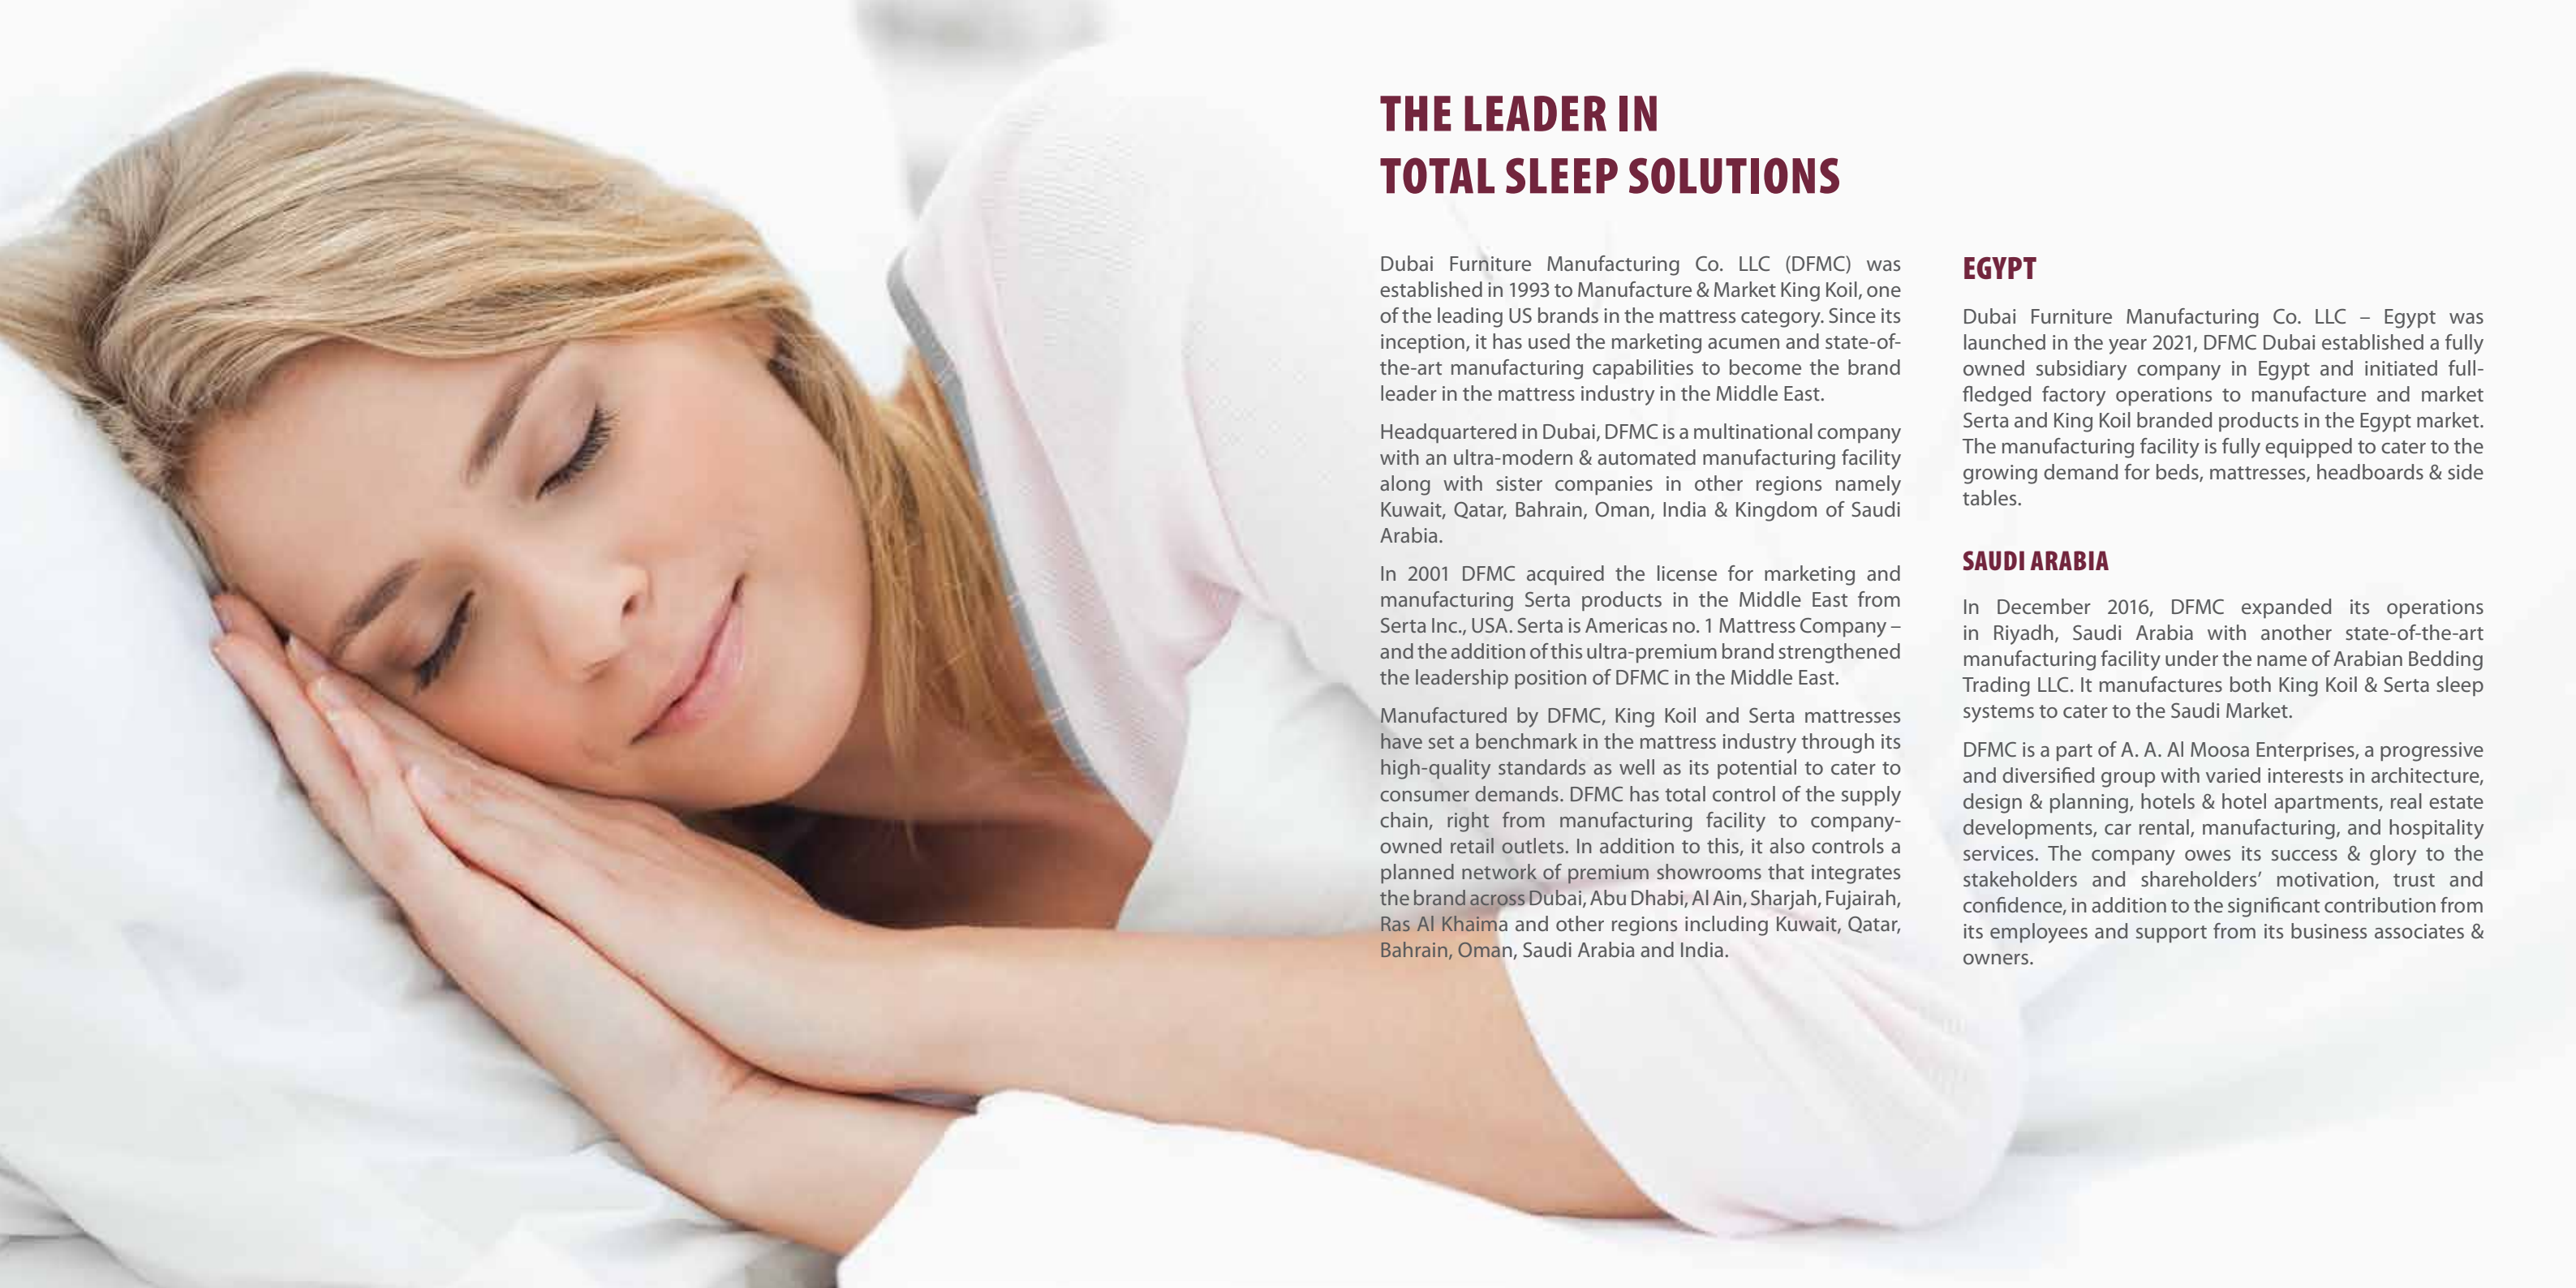 THE LEADER IN
TOTAL SLEEP SOLUTIONS
Dubai Furniture Manufacturing Co. LLC (DFMC) was
established in 1993 to Manufacture & Market King Koil, one
of the leading US brands in the mattress category. Since its
inception, it has used the marketing acumen and state-of-
the-art manufacturing capabilities to become the brand
leader in the mattress industry in the Middle East.
Headquartered in Dubai, DFMC is a multinational company
with an ultra-modern & automated manufacturing facility
along with sister companies in other regions namely
Kuwait, Qatar, Bahrain, Oman, India & Kingdom of Saudi
Arabia.
In 2001 DFMC acquired the license for marketing and
manufacturing Serta products in the Middle East from
Serta Inc., USA. Serta is Americas no. 1 Mattress Company –
and the addition of this ultra-premium brand strengthened
the leadership position of DFMC in the Middle East.
Manufactured by DFMC, King Koil and Serta mattresses
have set a benchmark in the mattress industry through its
high-quality standards as well as its potential to cater to
consumer demands. DFMC has total control of the supply
chain, right from manufacturing facility to company-
owned retail outlets. In addition to this, it also controls a
planned network of premium showrooms that integrates
the brand across Dubai, Abu Dhabi, Al Ain, Sharjah, Fujairah,
Ras Al Khaima and other regions including Kuwait, Qatar,
Bahrain, Oman, Saudi Arabia and India.
EGYPT
Dubai Furniture Manufacturing Co. LLC – Egypt was
launched in the year 2021, DFMC Dubai established a fully
owned subsidiary company in Egypt and initiated full-
fledged factory operations to manufacture and market
Serta and King Koil branded products in the Egypt market.
The manufacturing facility is fully equipped to cater to the
growing demand for beds, mattresses, headboards & side
tables.
SAUDI ARABIA
In December 2016, DFMC expanded its operations
in Riyadh, Saudi Arabia with another state-of-the-art
manufacturing facility under the name of Arabian Bedding
Trading LLC. It manufactures both King Koil & Serta sleep
systems to cater to the Saudi Market.
DFMC is a part of A. A. Al Moosa Enterprises, a progressive
and diversified group with varied interests in architecture,
design & planning, hotels & hotel apartments, real estate
developments, car rental, manufacturing, and hospitality
services. The company owes its success & glory to the
stakeholders and shareholders’ motivation, trust and
confidence, in addition to the significant contribution from
its employees and support from its business associates &
owners.